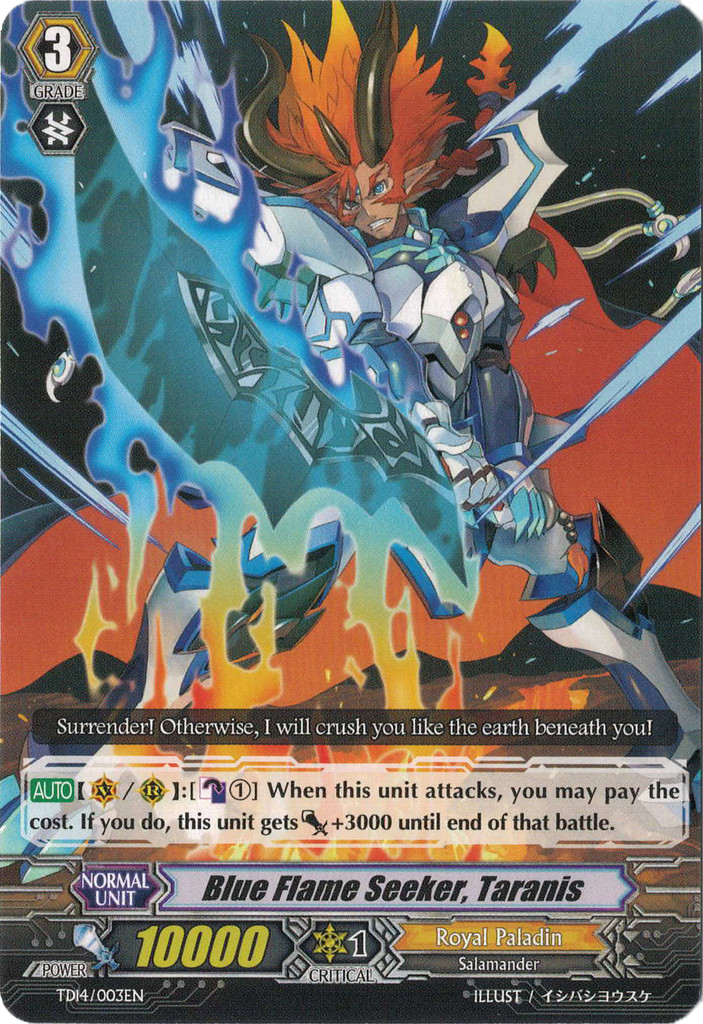 3
GRADE
Surrender! Otherwise, I will crush you like the earth beneath you!
AUTO【V/R】:[①] When this unit attacks, you may pay the
cost. If you do, this unit gets +3000 until end of that battle.
NORMAL
UNIT
Blue Flame Seeker, Taranis
POWER
10000
1
CRITICAL
Royal Paladin
Salamander
TD14/003EN
ILLUST / イシバシヨウスケ